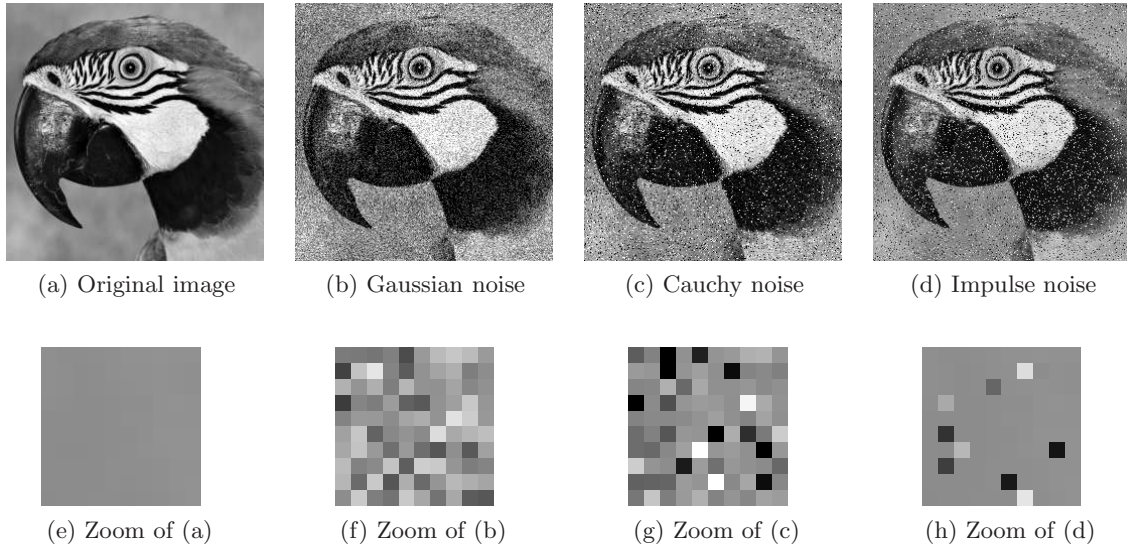 (a) Original image
(b) Gaussian noise
(c) Cauchy noise
(d) Impulse noise
(e) Zoom of (a)
(f) Zoom of (b)
(g) Zoom of (c)
(h) Zoom of (d)